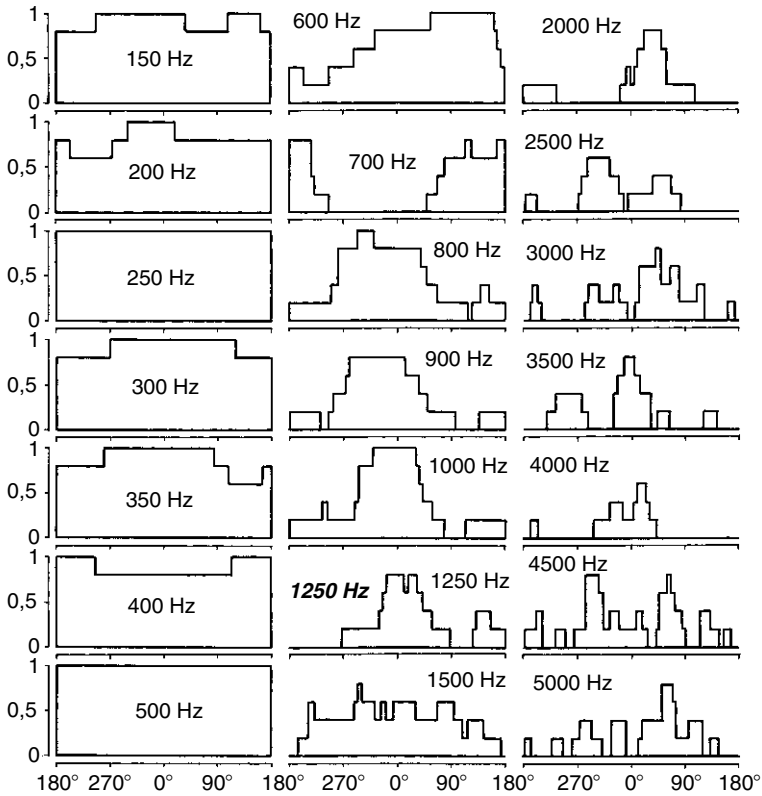 1 600 Hz 2000 Hz
0,5 150 Hz
0
1 2500 Hz
0,5 200 Hz 700 Hz
0
1 800 Hz 3000 Hz
0,5 250 Hz
0
1 900 Hz 3500 Hz
0,5 300 Hz
0
1 1000 Hz 4000 Hz
0,5 350 Hz
0
1 1250 Hz 1250 Hz 4500 Hz
0,5 400 Hz
0
1 1500 Hz 5000 Hz
0,5 500 Hz
0
180° 270° 0° 90° 180° 270° 0° 90° 180° 270° 0° 90° 180°